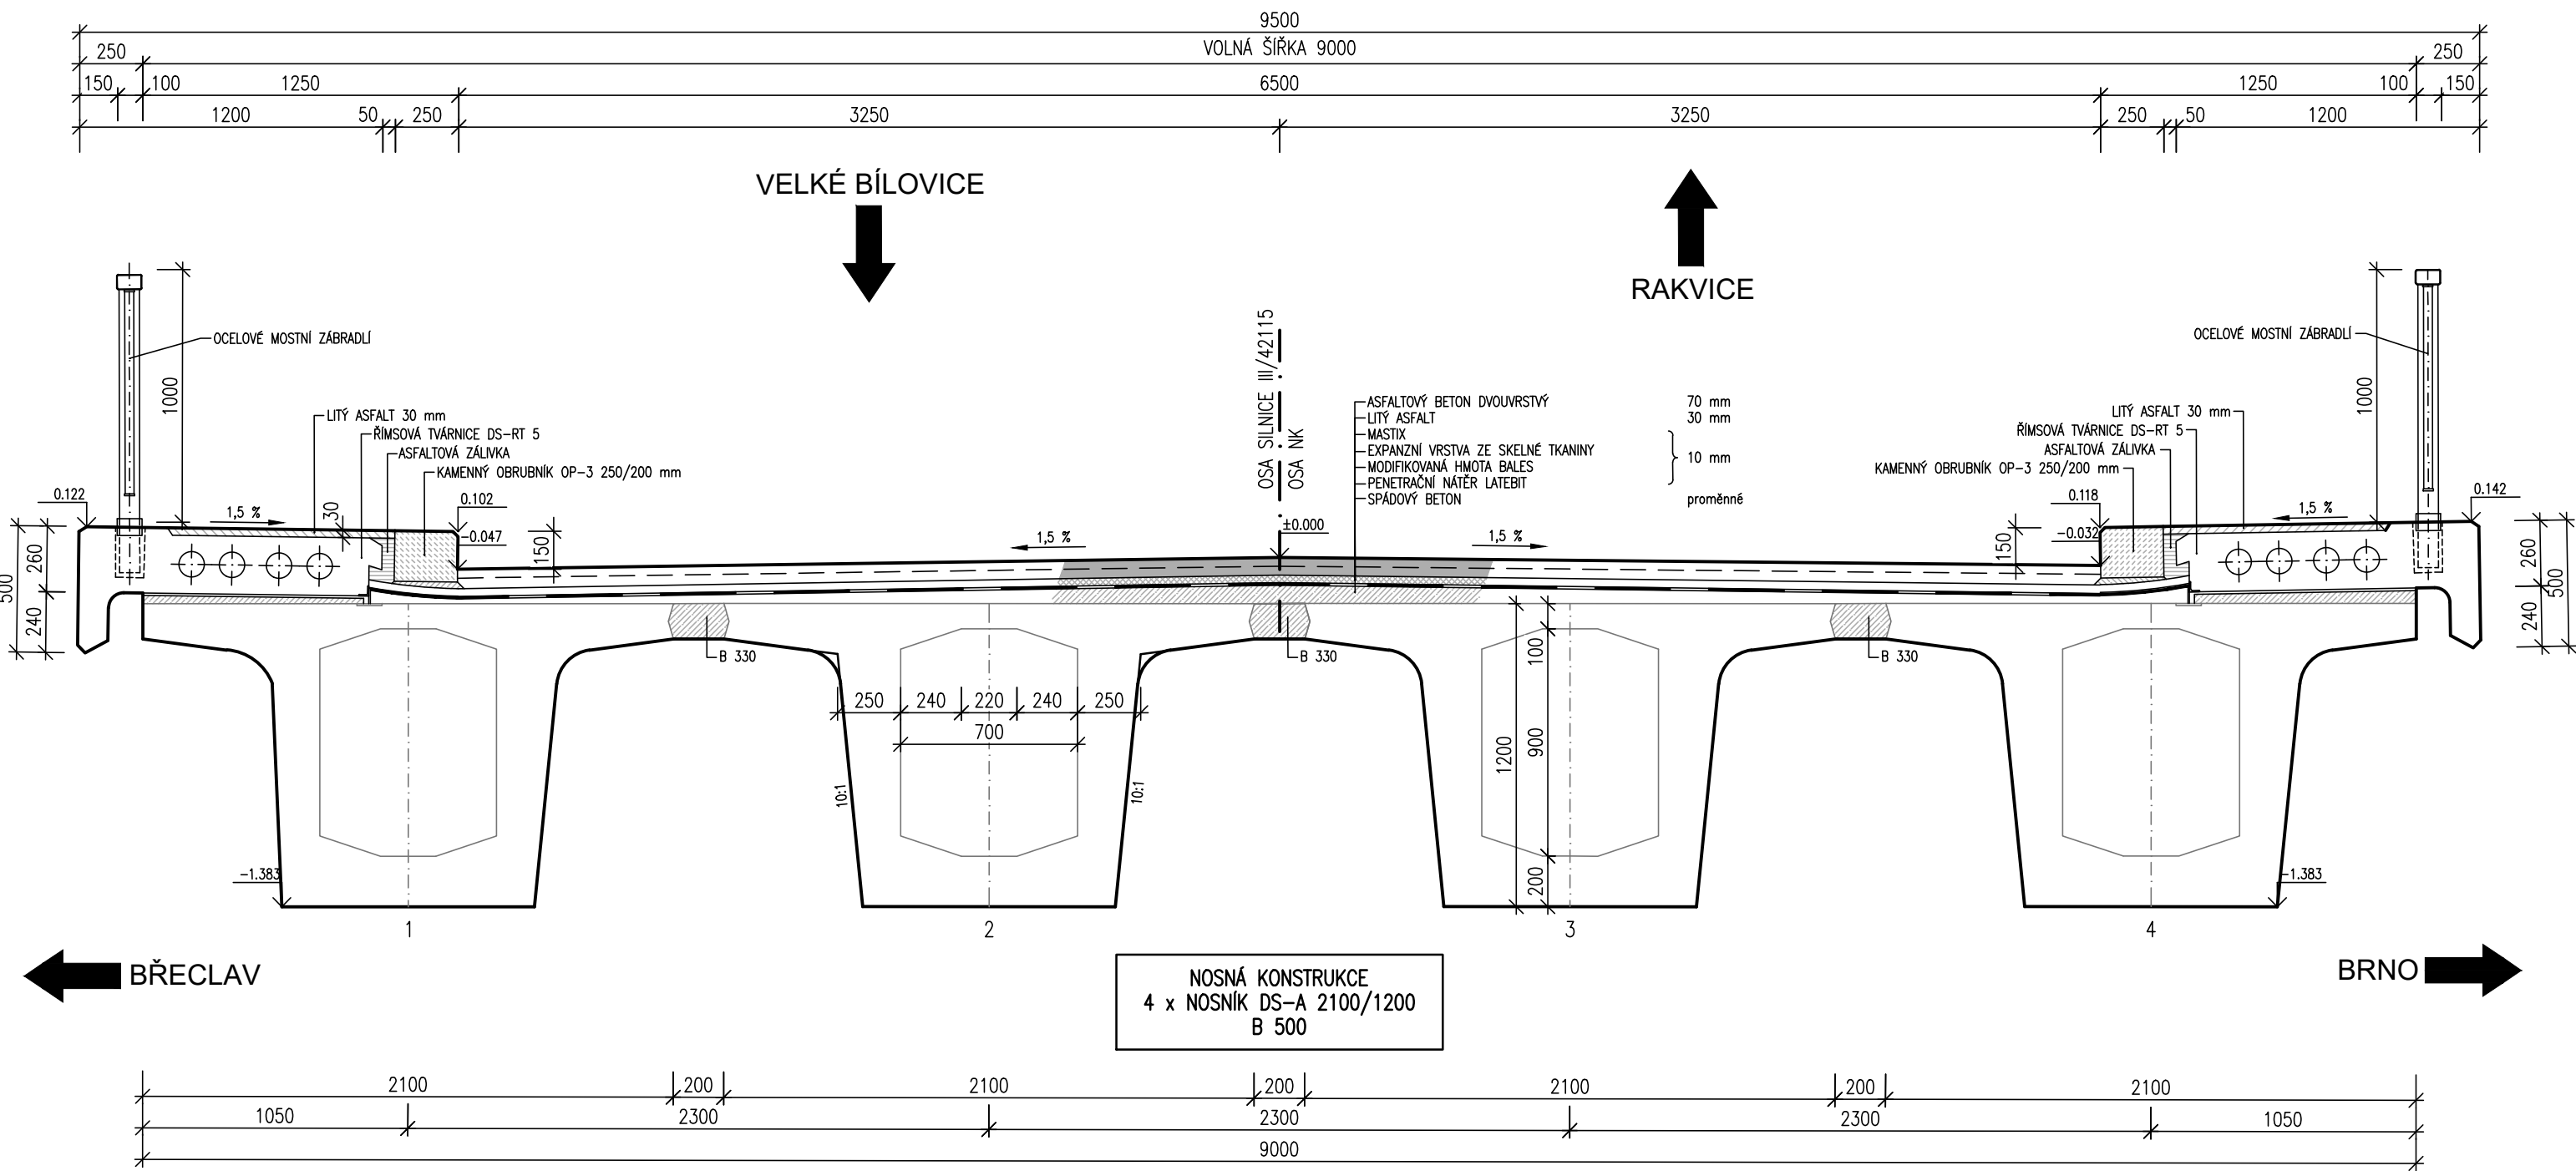 9500
250 VOLNÁ ŠÍŘKA 9000 250
150 100 1250 6500 1250 100 150
1200 50 250 3250 3250 250 50 1200
VELKÉ BÍLOVICE
RAKVICE
OCELOVÉ MOSTNÍ ZÁBRADLÍ
1000
LITÝ ASFALT 30 mm
ŘÍMSOVÁ TVÁRNICE DS-RT 5
ASFALTOVÁ ZÁLIVKA
KAMENNÝ OBRUBNÍK OP-3 250/200 mm
0.122
1,5 %
30
0.102
-0.047
150
500
260
240
1,5 %
OSA SILNICE III/42115
OSA NK
±0.000
1,5 %
ASFALTOVÝ BETON DVOUVRSTVÝ 70 mm
LITÝ ASFALT 30 mm
MASTIX
EXPANZNÍ VRSTVA ZE SKELNÉ TKANINY
MODIFIKOVANÁ HMOTA BALES
10 mm
PENETRAČNÍ NÁTĚR LATEBIT
SPÁDOVÝ BETON proměnné
OCELOVÉ MOSTNÍ ZÁBRADLÍ
1000
LITÝ ASFALT 30 mm
ŘÍMSOVÁ TVÁRNICE DS-RT 5
ASFALTOVÁ ZÁLIVKA
KAMENNÝ OBRUBNÍK OP-3 250/200 mm
0.118
-0.032
150
1,5 %
0.142
260
240
500
B 330
B 330
B 330
250 240 220 240 250
700
10:1
10:1
100
900
200
1200
-1.383
-1.383
1 2 3 4
BŘECLAV
BRNO
NOSNÁ KONSTRUKCE
4 x NOSNÍK DS-A 2100/1200
B 500
2100 200 2100 200 2100 200 2100
1050 2300 2300 2300 1050
9000